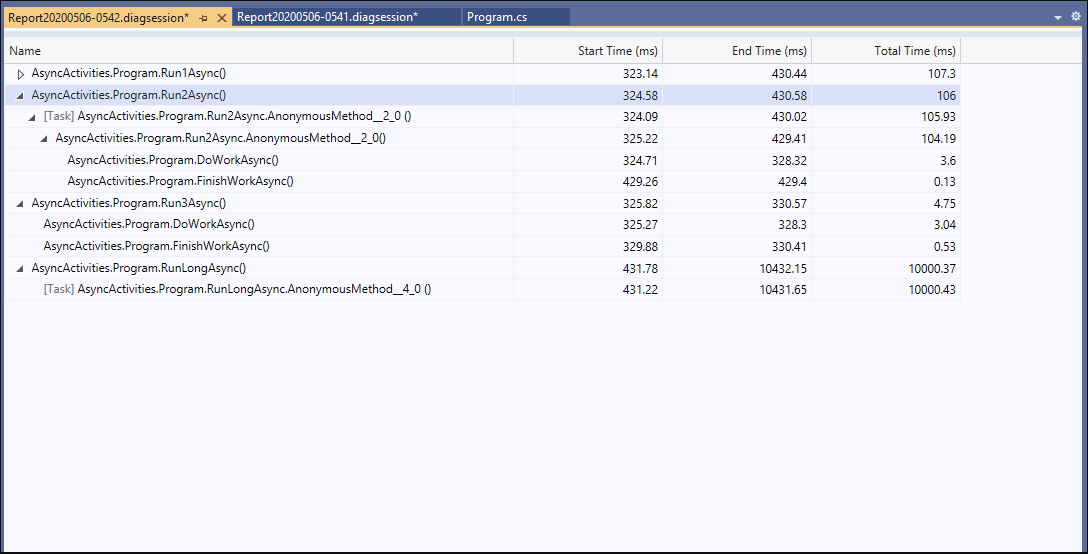 Report20200506-0542.diagsession* Report20200506-0541.diagsession* Program.cs
Name Start Time (ms) End Time (ms) Total Time (ms)
AsyncActivities.Program.Run1Async() 323.14 430.44 107.3
AsyncActivities.Program.Run2Async() 324.58 430.58 106
[Task] AsyncActivities.Program.Run2Async.AnonymousMethod__2_0 () 324.09 430.02 105.93
AsyncActivities.Program.Run2Async.AnonymousMethod__2_0() 325.22 429.41 104.19
AsyncActivities.Program.DoWorkAsync() 324.71 328.32 3.6
AsyncActivities.Program.FinishWorkAsync() 429.26 429.4 0.13
AsyncActivities.Program.Run3Async() 325.82 330.57 4.75
AsyncActivities.Program.DoWorkAsync() 325.27 328.3 3.04
AsyncActivities.Program.FinishWorkAsync() 329.88 330.41 0.53
AsyncActivities.Program.RunLongAsync() 431.78 10432.15 10000.37
[Task] AsyncActivities.Program.RunLongAsync.AnonymousMethod__4_0 () 431.22 10431.65 10000.43